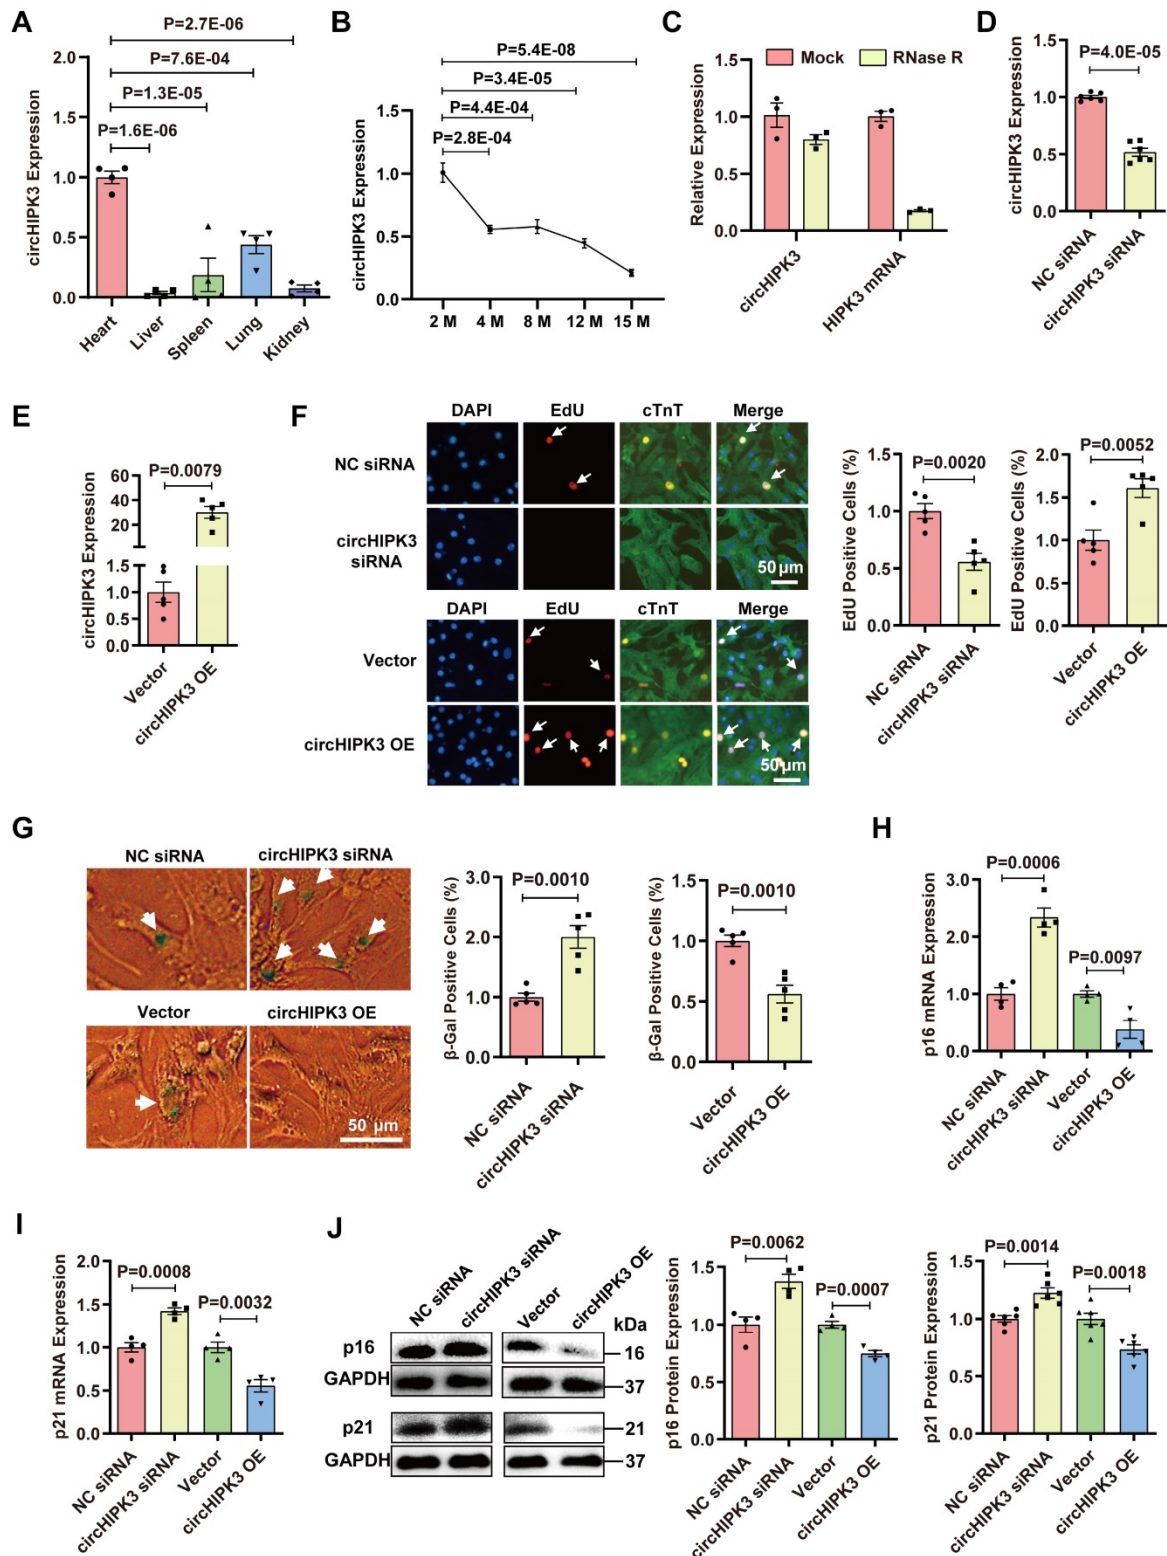 A
P=2.7E-06
P=7.6E-04
P=1.3E-05
P=1.6E-06
circHIPK3 Expression
2.0
1.5
1.0
0.5
0.0
Heart
Liver
Spleen
Lung
Kidney
B
P=5.4E-08
P=3.4E-05
P=4.4E-04
P=2.8E-04
circHIPK3 Expression
2.0
1.5
1.0
0.5
0.0
2 M 4 M 8 M 12 M 15 M
C
Mock RNase R
Relative Expression
1.5
1.0
0.5
0.0
circHIPK3
HIPK3 mRNA
D
P=4.0E-05
circHIPK3 Expression
1.5
1.0
0.5
0.0
NC siRNA
circHIPK3 siRNA
E
P=0.0079
circHIPK3 Expression
60
40
20
1.5
1.0
0.5
0.0
Vector
circHIPK3 OE
F
DAPI EdU cTnT Merge
NC siRNA
circHIPK3
siRNA
50 µm
DAPI EdU cTnT Merge
Vector
circHIPK3 OE
50µm
P=0.0020
EdU Positive Cells (%)
1.5
1.0
0.5
0.0
NC siRNA
circHIPK3 siRNA
P=0.0052
EdU Positive Cells (%)
2.0
1.5
1.0
0.5
0.0
Vector
circHIPK3 OE
G
NC siRNA circHIPK3 siRNA
Vector circHIPK3 OE
50 µm
P=0.0010
β-Gal Positive Cells (%)
3.0
2.0
1.0
0.0
NC siRNA
circHIPK3 siRNA
P=0.0010
β-Gal Positive Cells (%)
1.5
1.0
0.5
0.0
Vector
circHIPK3 OE
H
P=0.0006
P=0.0097
p16 mRNA Expression
3.0
2.0
1.0
0.0
NC siRNA
circHIPK3 siRNA
Vector
circHIPK3 OE
I
P=0.0008
P=0.0032
p21 mRNA Expression
2.0
1.5
1.0
0.5
0.0
NC siRNA
circHIPK3 siRNA
Vector
circHIPK3 OE
J
NC siRNA
circHIPK3 siRNA
Vector
circHIPK3 OE
kDa
p16
16
GAPDH
37
p21
21
GAPDH
37
P=0.0062
P=0.0007
p16 Protein Expression
1.5
1.0
0.5
0.0
NC siRNA
circHIPK3 siRNA
Vector
circHIPK3 OE
P=0.0014
P=0.0018
p21 Protein Expression
1.5
1.0
0.5
0.0
NC siRNA
circHIPK3 siRNA
Vector
circHIPK3 OE